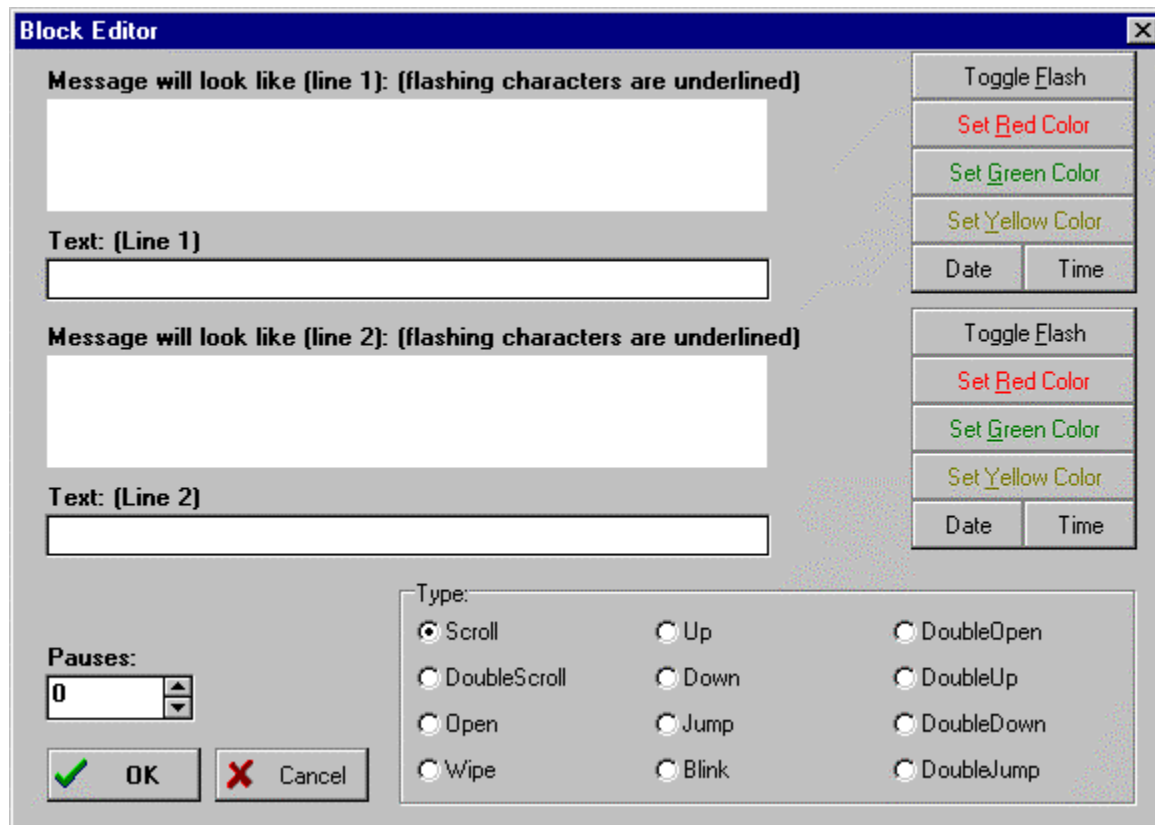 Block Editor
Message will look like (line 1): (flashing characters are underlined)
Text: (Line 1)
Toggle Flash
Set Red Color
Set Green Color
Set Yellow Color
Date Time
Message will look like (line 2): (flashing characters are underlined)
Text: (Line 2)
Toggle Flash
Set Red Color
Set Green Color
Set Yellow Color
Date Time
Pauses:
0
OK Cancel
Type:
Scroll Up DoubleOpen
DoubleScroll Down DoubleUp
Open Jump DoubleDown
Wipe Blink DoubleJump